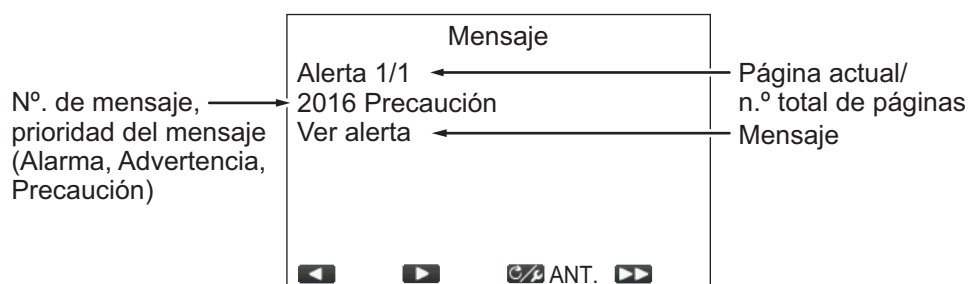 Mensaje
Alerta 1/1
2016 Precaución
Ver alerta
ANT.
Nº. de mensaje,
prioridad del mensaje
(Alarma, Advertencia,
Precaución)
Página actual/
n.º total de páginas
Mensaje